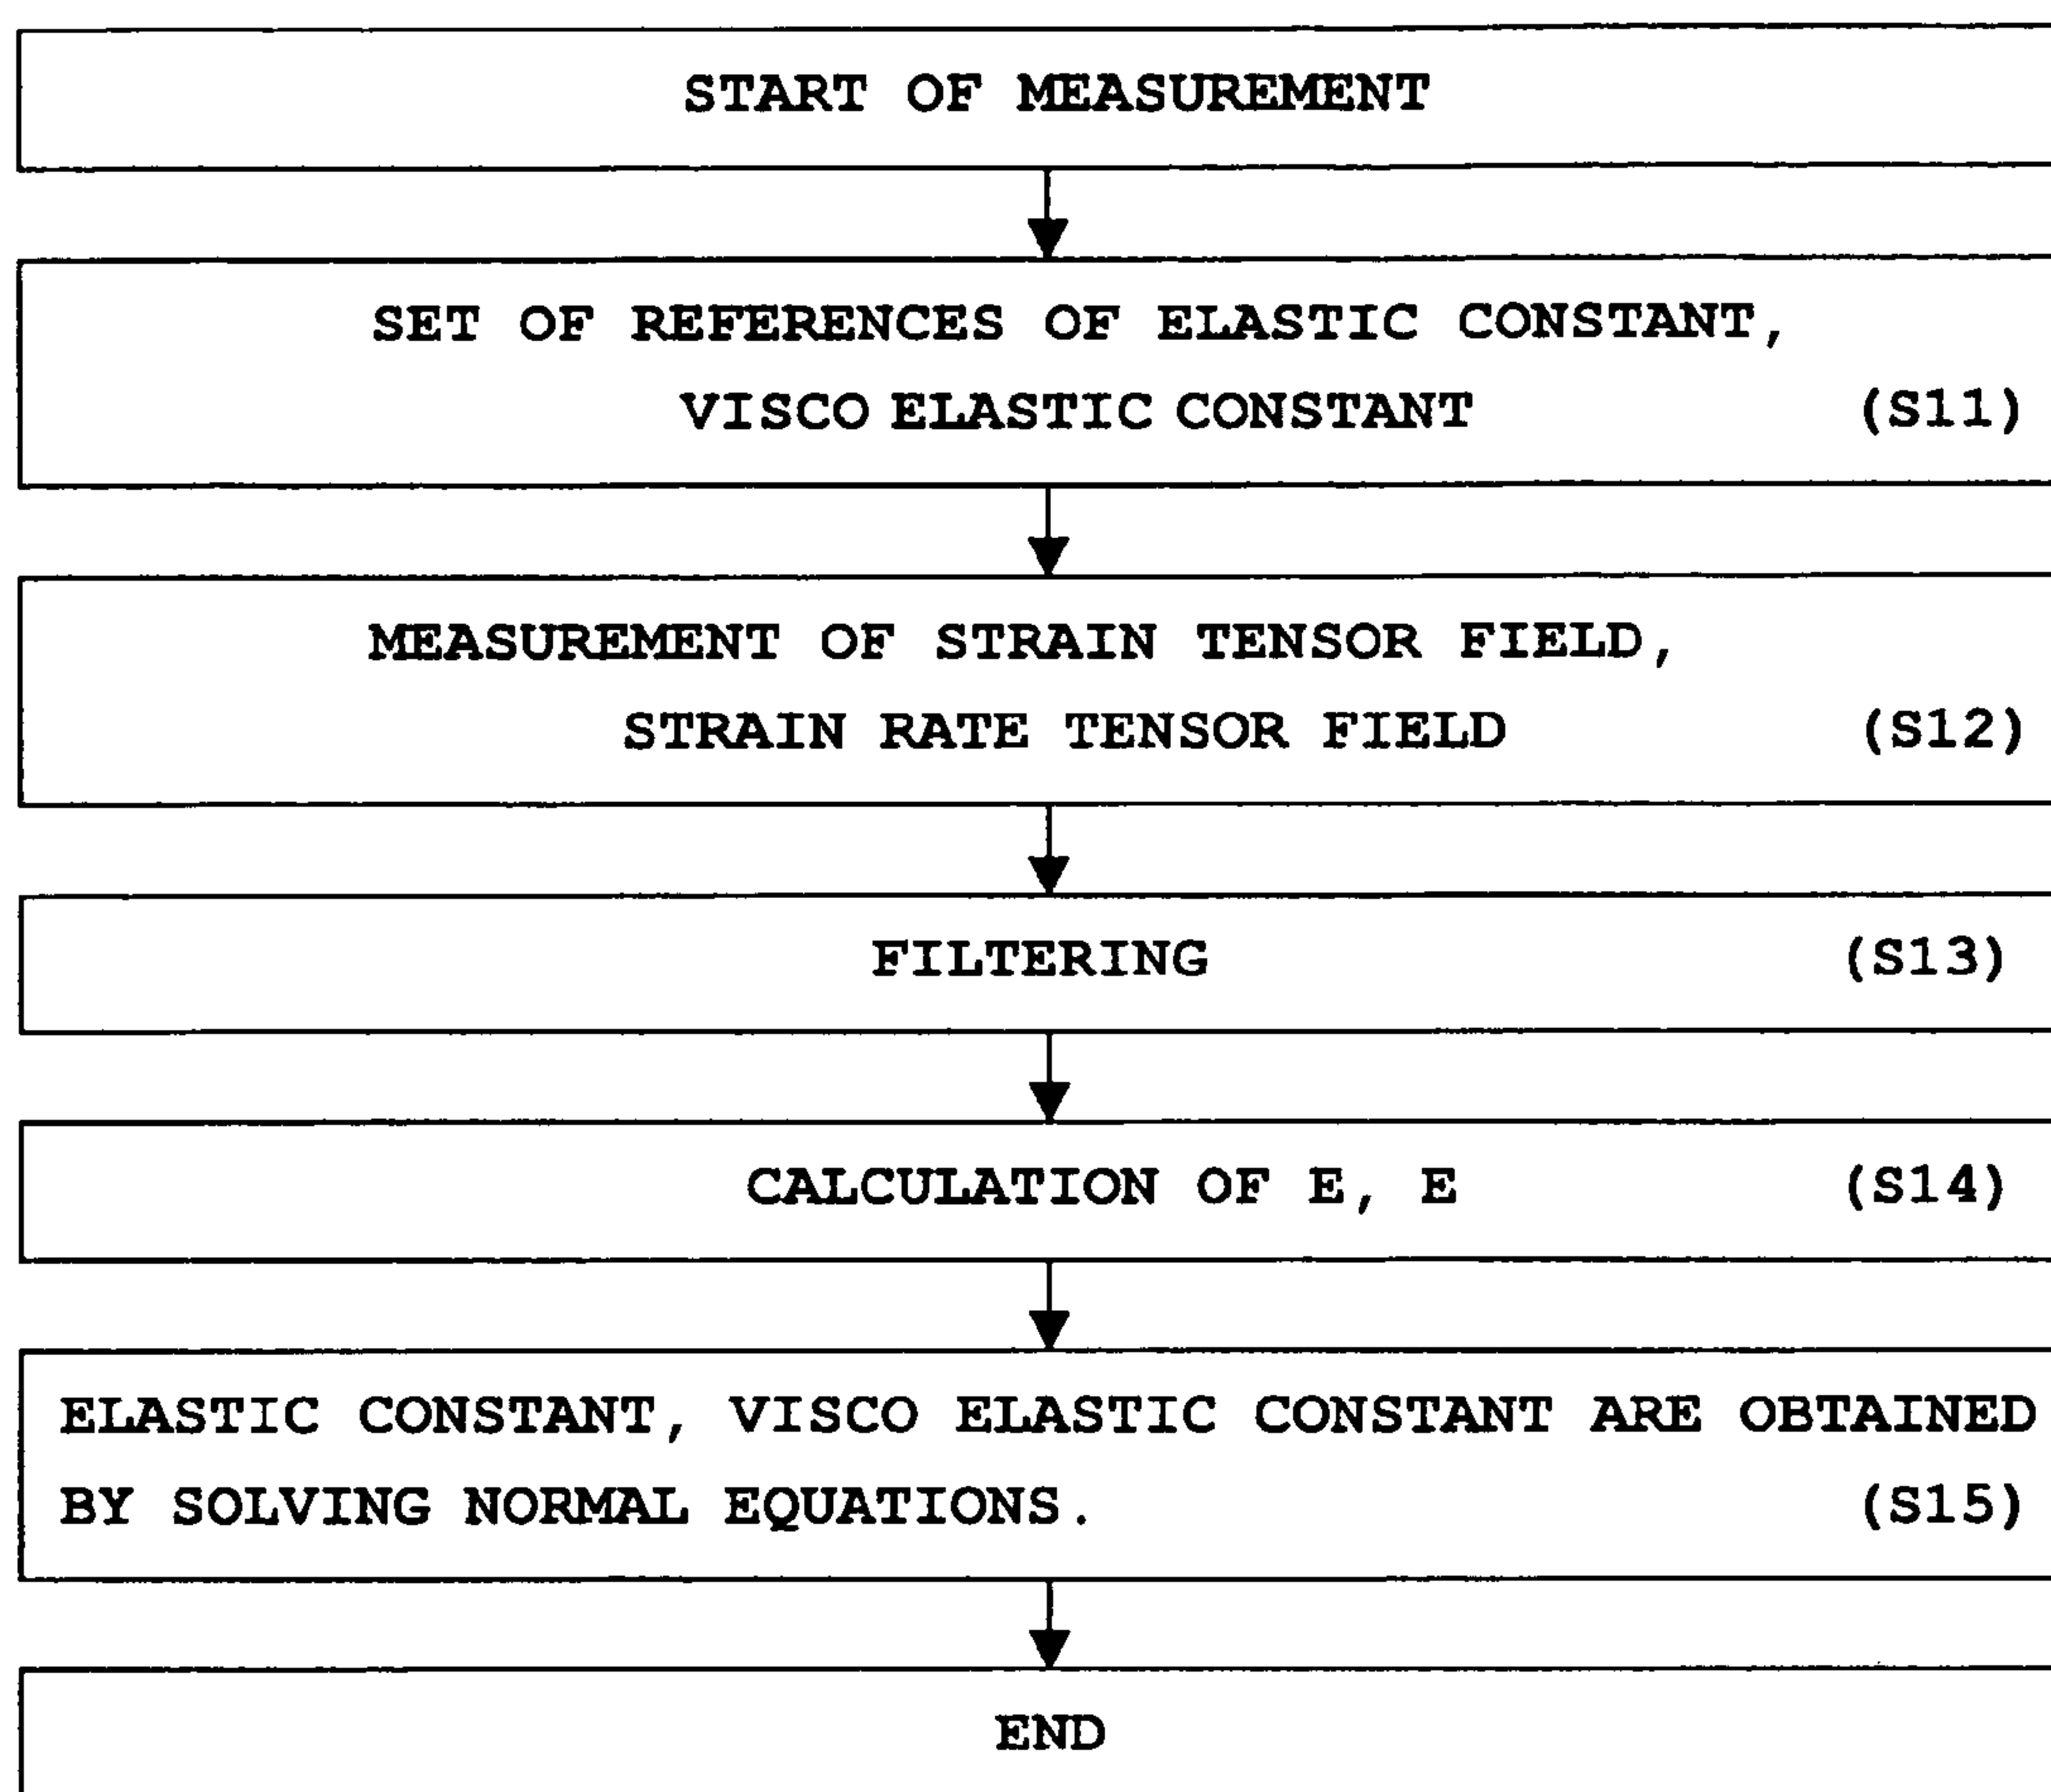 START OF MEASUREMENT
SET OF REFERENCES OF ELASTIC CONSTANT,
VISCO ELASTIC CONSTANT (S11)
MEASUREMENT OF STRAIN TENSOR FIELD,
STRAIN RATE TENSOR FIELD (S12)
FILTERING (S13)
CALCULATION OF E, E (S14)
ELASTIC CONSTANT, VISCO ELASTIC CONSTANT ARE OBTAINED
BY SOLVING NORMAL EQUATIONS. (S15)
END